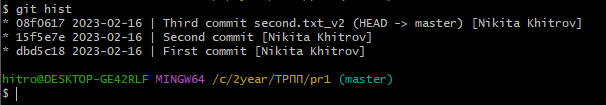 $ git hist
* 08f0617 2023-02-16 | Third commit second.txt_v2 (HEAD -> master) [Nikita Khitrov]
* 15f5e7e 2023-02-16 | Second commit [Nikita Khitrov]
* dbd5c18 2023-02-16 | First commit [Nikita Khitrov]
hitro@DESKTOP-GE42RLF MINGW64 /c/2year/ТРПП/pr1 (master)
$